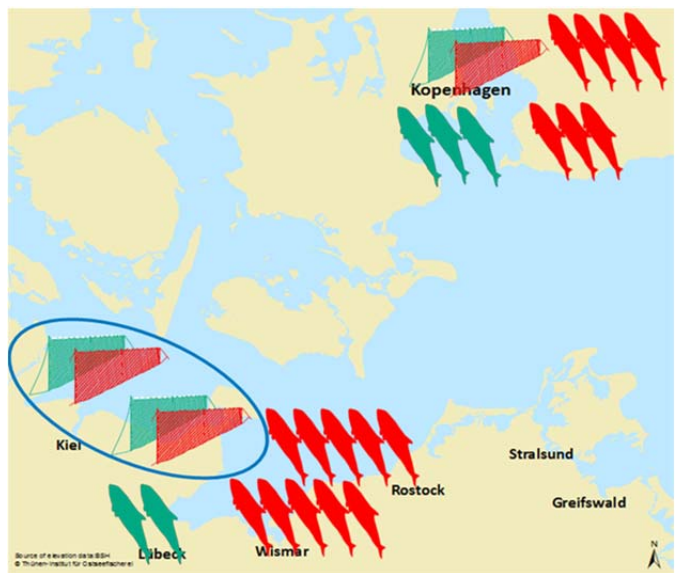 Kopenhagen
Kiel
Stralsund
Rostock
Greifswald
Lübeck
Wismar
N
Source of elevation data:BSH
© Thünen-Institut für Ostseefischerei